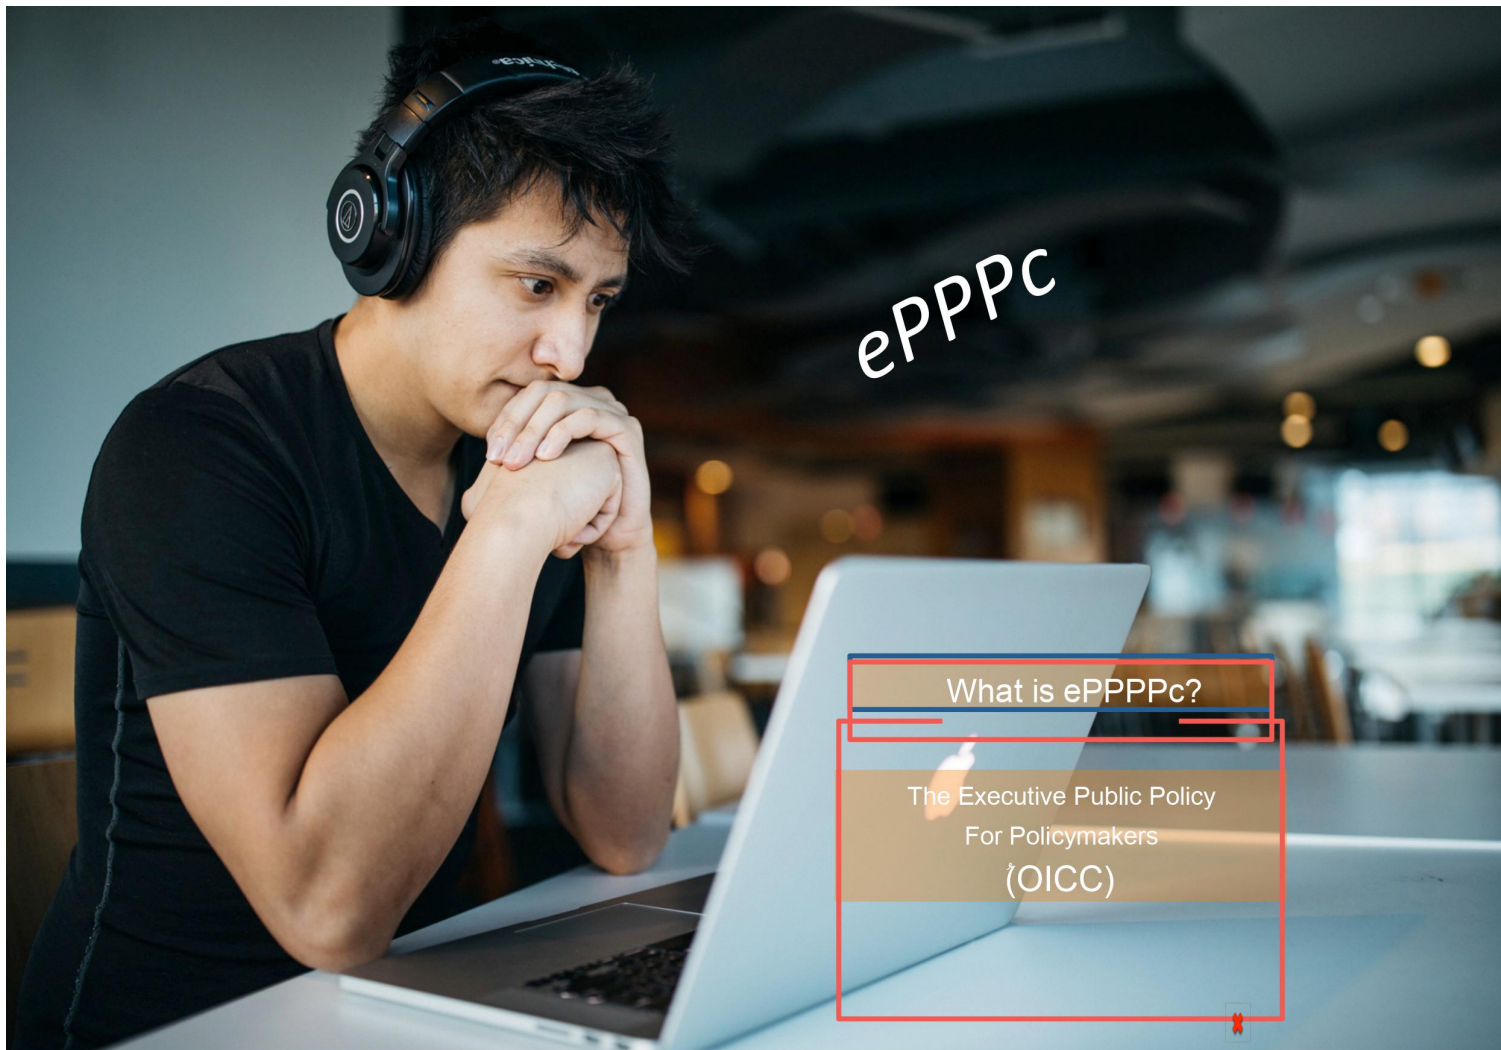 ePPPc
What is ePPPPc?
The Executive Public Policy
For Policymakers
(OICC)